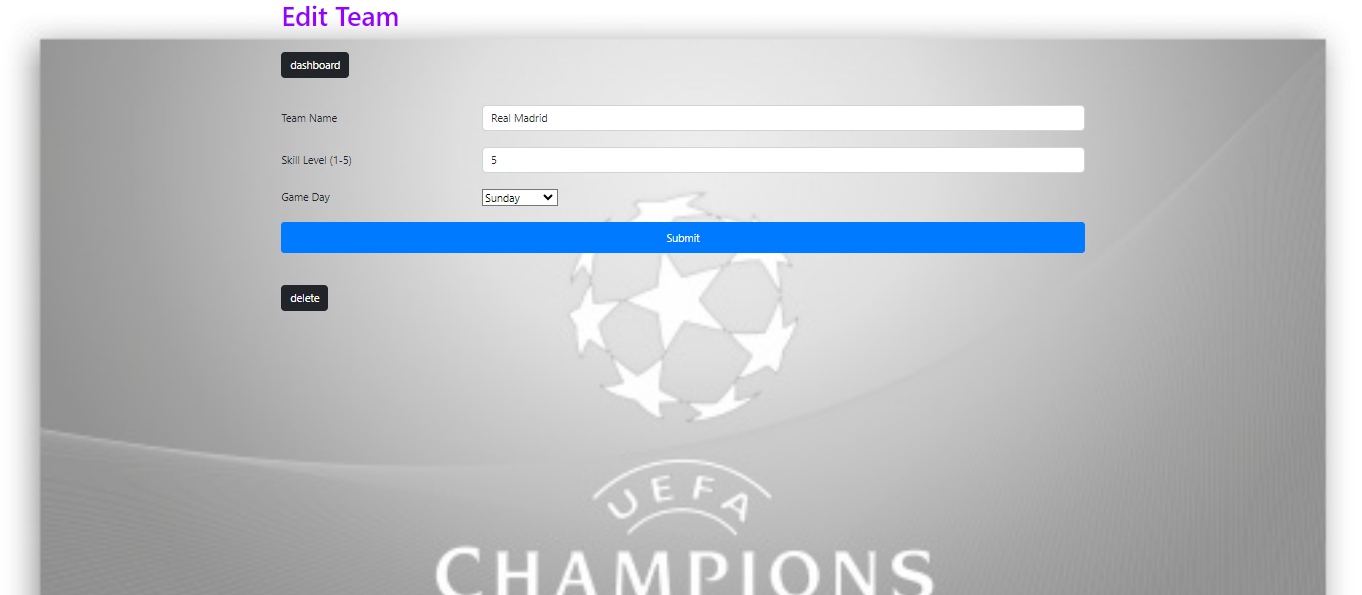 Edit Team
dashboard
Team Name
Real Madrid
Skill Level (1-5)
5
Game Day
Sunday
Submit
delete
UEFA
CHAMPIONS